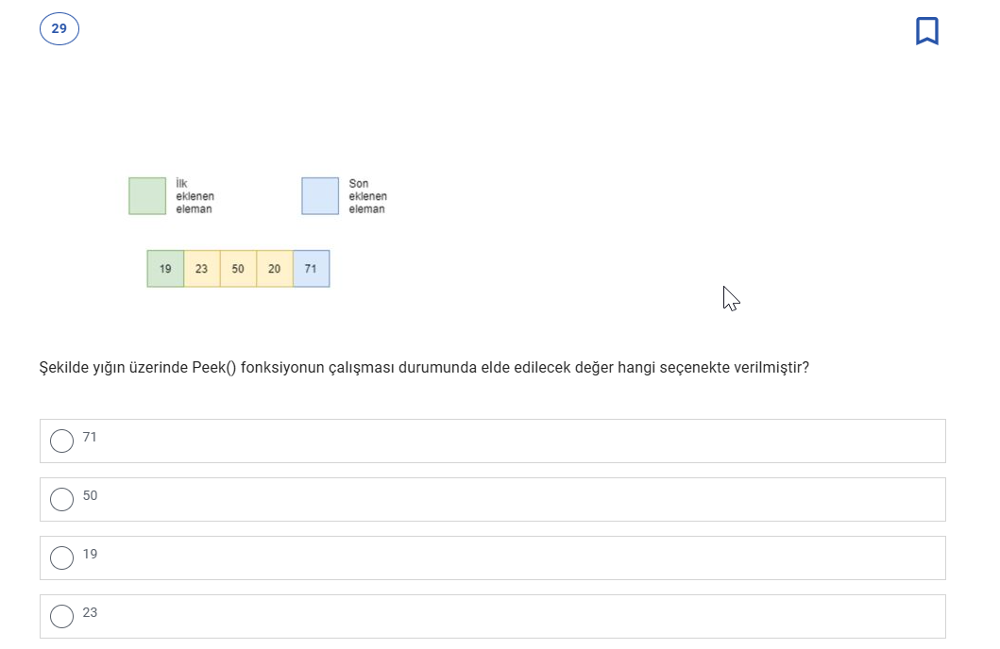 29
İlk
eklenen
eleman
Son
eklenen
eleman
19 23 50 20 71
Şekilde yığın üzerinde Peek() fonksiyonun çalışması durumunda elde edilecek değer hangi seçenekte verilmiştir?
71
50
19
23